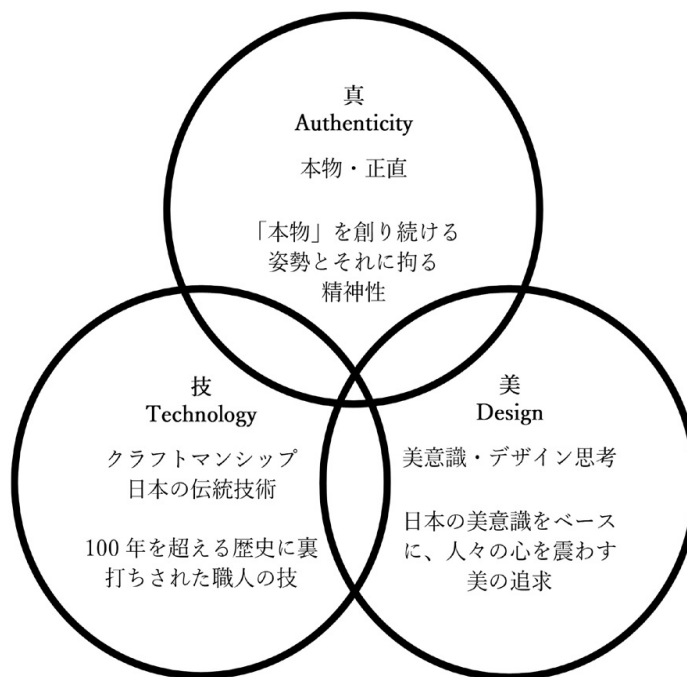 真
Authenticity
本物・正直
「本物」を創り続ける
姿勢とそれに拘る
精神性
技
Technology
クラフトマンシップ
日本の伝統技術
100 年を超える歴史に裏
打ちされた職人の技
美
Design
美意識・デザイン思考
日本の美意識をベース
に、人々の心を震わす
美の追求